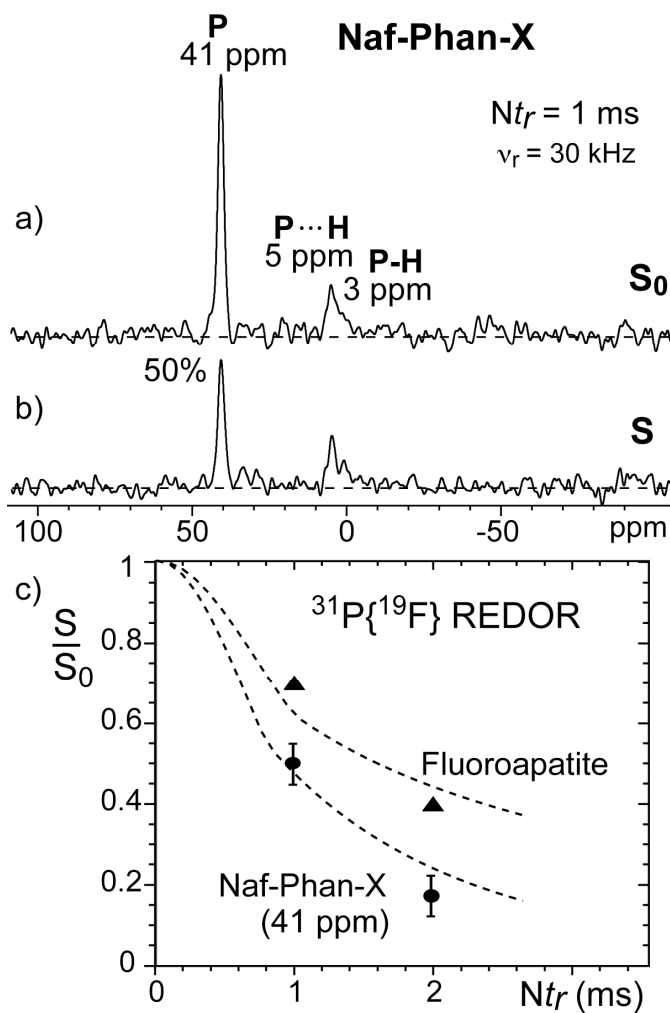 P
41 ppm
Naf-Phan-X
Ntr = 1 ms
νr = 30 kHz
a)
P···H
5 ppm
P-H
3 ppm
S0
50%
b)
S
100
50
0
-50
ppm
c)
1
0.8
0.6
0.4
0.2
0
S
S0
31P{19F} REDOR
Fluoroapatite
Naf-Phan-X
(41 ppm)
0
1
2
Ntr (ms)